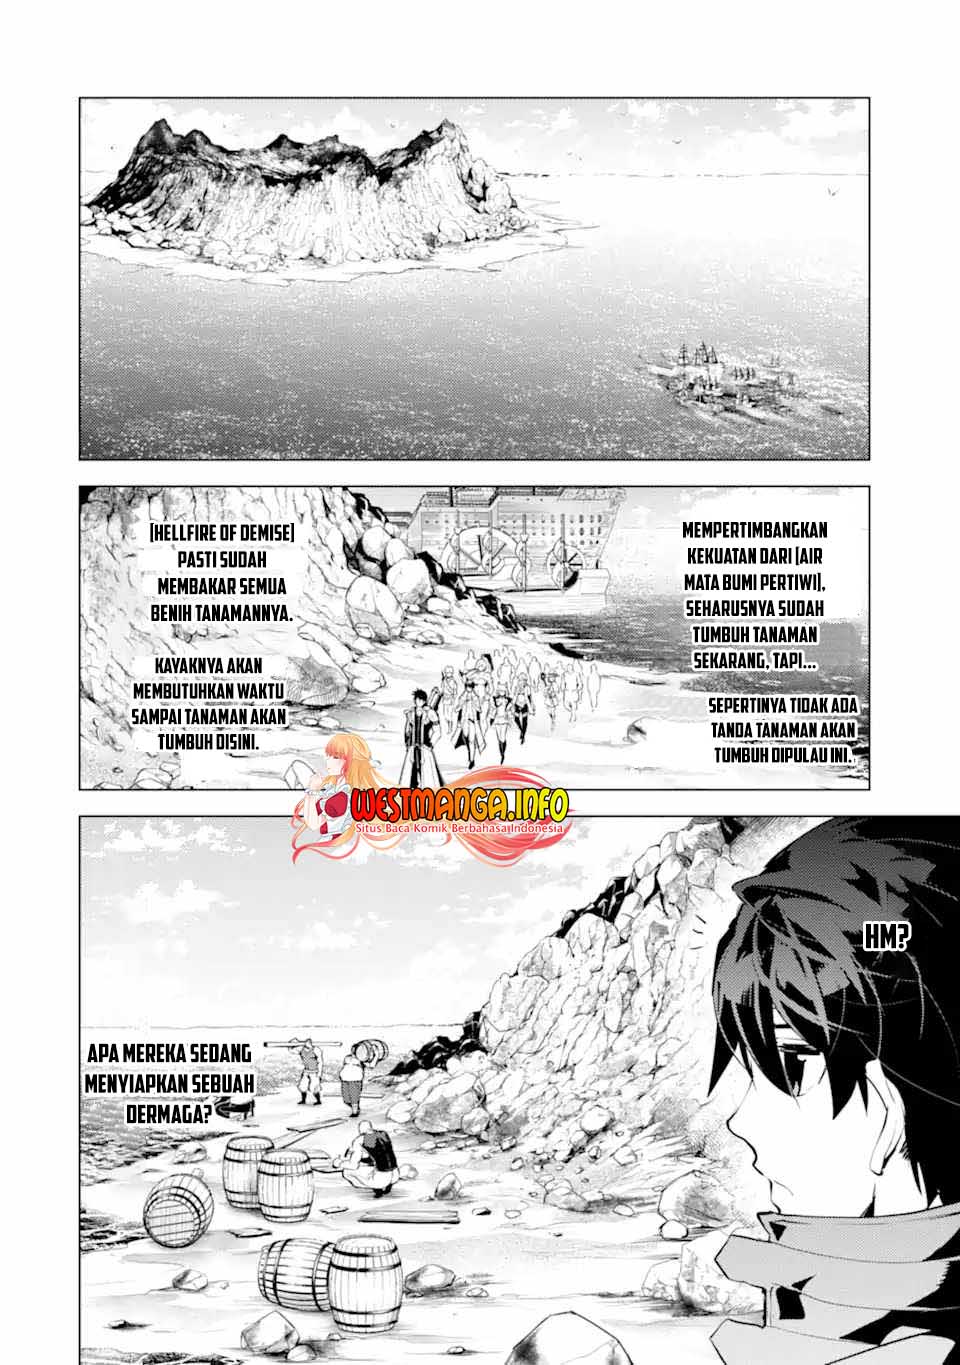 MEMPERTIMBANGKAN
KEKUATAN DARI [AIR
MATA BUMI PERTIWI],
SEHARUSNYA SUDAH
TUMBUH TANAMAN
SEKARANG, TAPI...
SEPERTINYA TIDAK ADA
TANDA TANAMAN AKAN
TUMBUH DIPULAU INI.
[HELLFIRE OF DEMISE]
PASTI SUDAH
MEMBAKAR SEMUA
BENIH TANAMANNYA.
KAYAKNYA AKAN
MEMBUTUHKAN WAKTU
SAMPAI TANAMAN AKAN
TUMBUH DISINI.
WESTMANGA.INFO
Situs Baca Komik Berbahasa Indonesia
HM?
APA MEREKA SEDANG
MENYIAPKAN SEBUAH
DERMAGA?